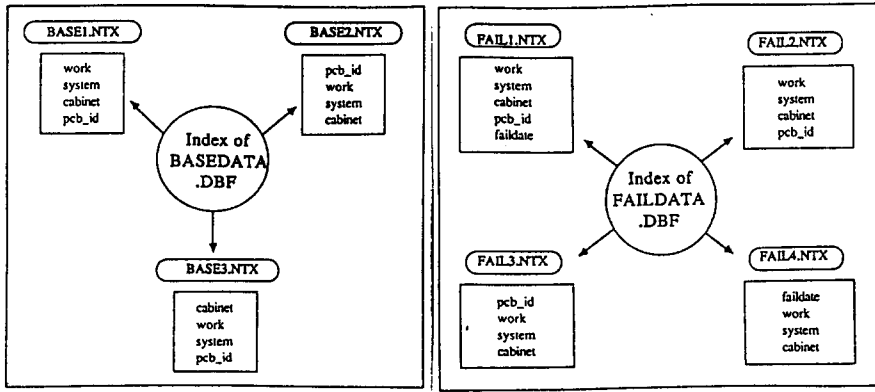 BASE1.NTX
work
system
cabinet
pcb_id
BASE2.NTX
pcb_id
work
system
cabinet
Index of
BASEDATA
.DBF
BASE3.NTX
cabinet
work
system
pcb_id
FAIL1.NTX
work
system
cabinet
pcb_id
faildate
FAIL2.NTX
work
system
cabinet
pcb_id
Index of
FAILDATA
.DBF
FAIL3.NTX
pcb_id
work
system
cabinet
FAIL4.NTX
faildate
work
system
cabinet